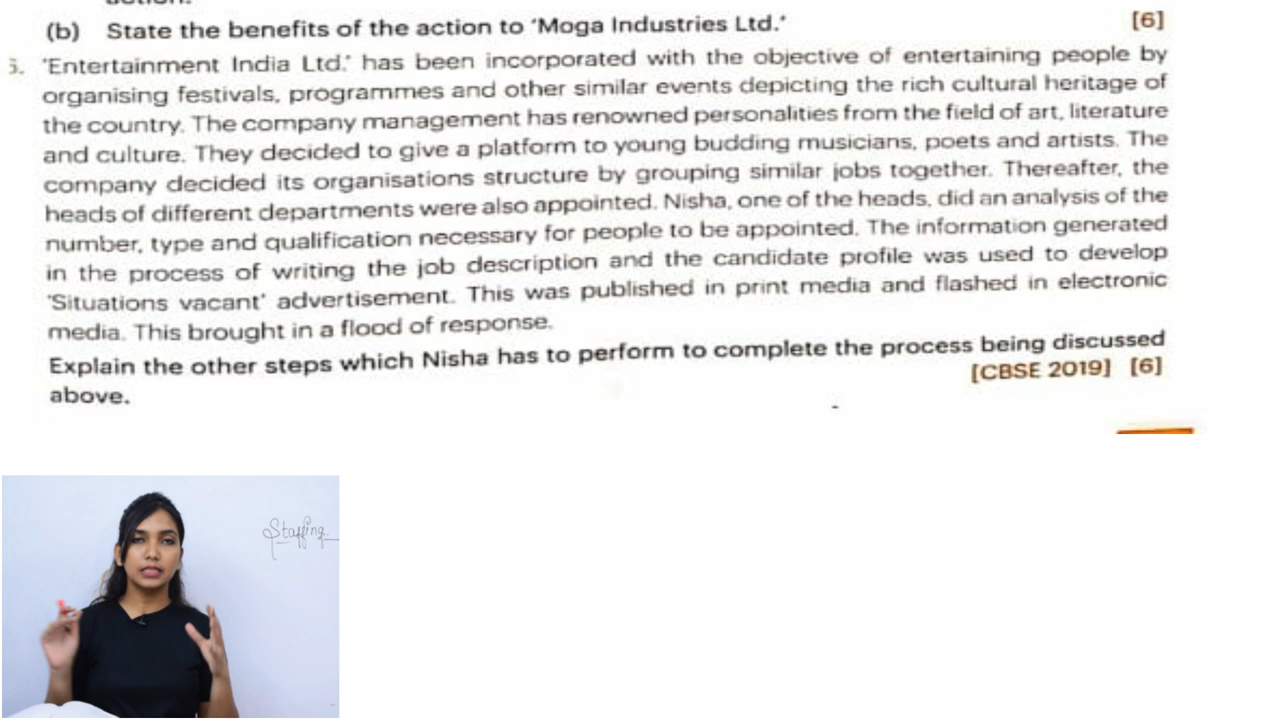 (b) State the benefits of the action to 'Moga Industries Ltd.' [6]
5. 'Entertainment India Ltd.' has been incorporated with the objective of entertaining people by
organising festivals, programmes and other similar events depicting the rich cultural heritage of
the country. The company management has renowned personalities from the field of art, literature
and culture. They decided to give a platform to young budding musicians, poets and artists. The
company decided its organisations structure by grouping similar jobs together. Thereafter, the
heads of different departments were also appointed. Nisha, one of the heads, did an analysis of the
number, type and qualification necessary for people to be appointed. The information generated
in the process of writing the job description and the candidate profile was used to develop
'Situations vacant' advertisement. This was published in print media and flashed in electronic
media. This brought in a flood of response.
Explain the other steps which Nisha has to perform to complete the process being discussed
above. [CBSE 2019] [6]
Staffing